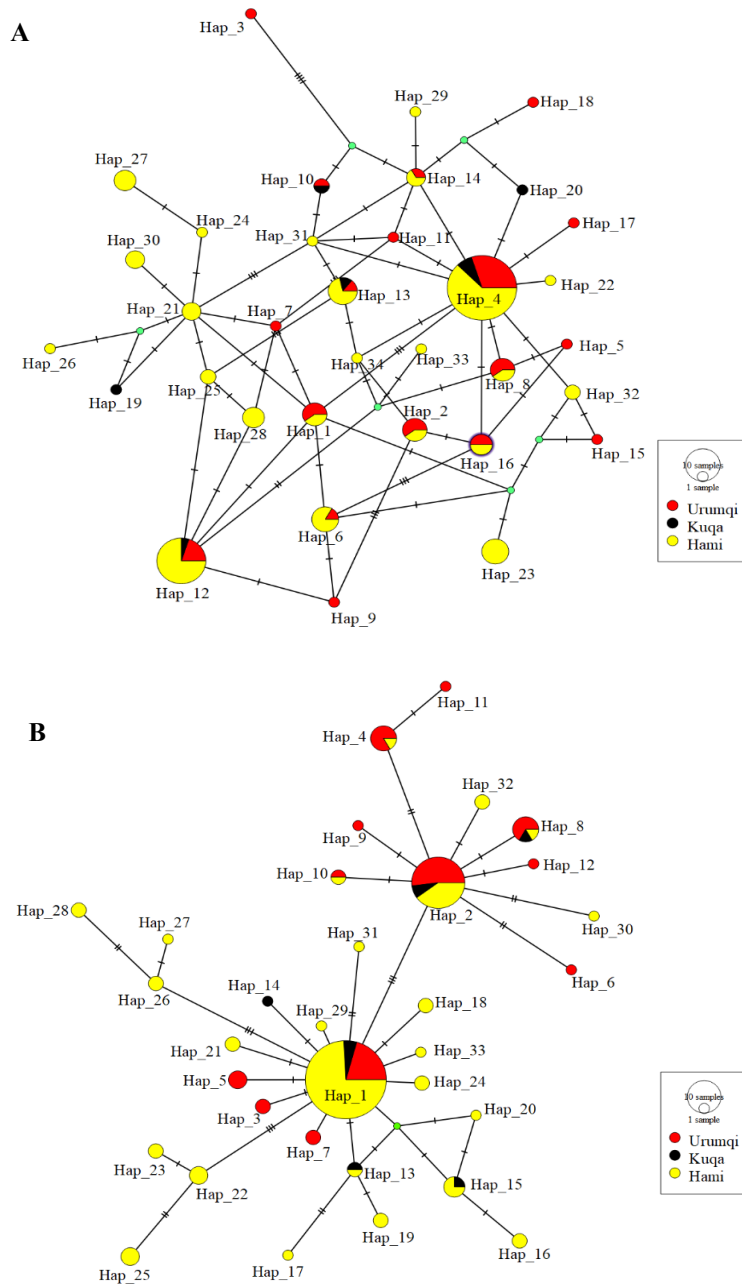 A
Hap_3
Hap_29
Hap_18
Hap_27
Hap_10
Hap_14
Hap_20
Hap_24
Hap_17
Hap_30
Hap_31
Hap_11
Hap_22
Hap_21
Hap_13
Hap_4
Hap_7
Hap_33
Hap_5
Hap_26
Hap_34
Hap_19
Hap_25
Hap_8
Hap_32
Hap_28
Hap_1
Hap_2
Hap_16
Hap_15
10 samples
1 sample
Urumqi
Kuqa
Hami
Hap_6
Hap_23
Hap_12
Hap_9
B
Hap_11
Hap_4
Hap_32
Hap_8
Hap_9
Hap_12
Hap_10
Hap_2
Hap_30
Hap_28
Hap_27
Hap_31
Hap_6
Hap_26
Hap_14
Hap_29
Hap_18
Hap_21
Hap_33
Hap_5
Hap_24
Hap_1
Hap_3
Hap_20
Hap_7
Hap_23
Hap_22
Hap_13
Hap_15
Hap_19
Hap_16
Hap_17
Hap_25
10 samples
1 sample
Urumqi
Kuqa
Hami